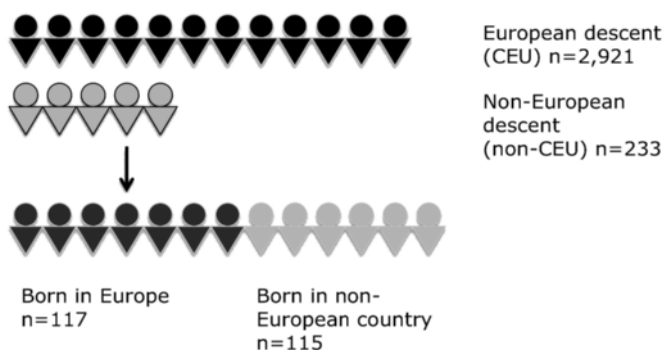 European descent
(CEU) n=2,921
Non-European
descent
(non-CEU) n=233
Born in Europe
n=117
Born in non-
European country
n=115